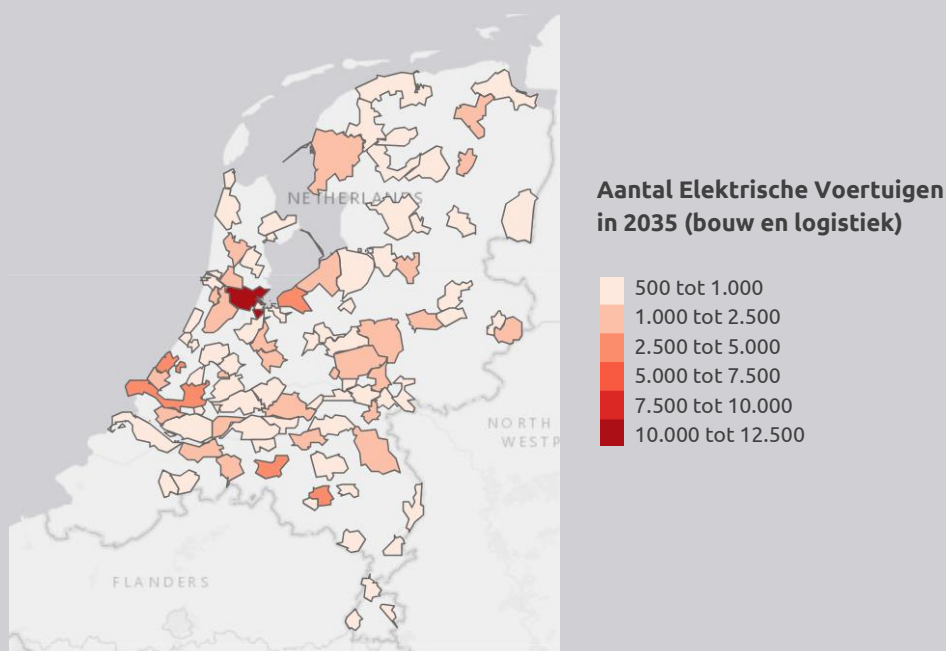 NETHERLANDS
NORTH
WESTP
FLANDERS
Aantal Elektrische Voertuigen
in 2035 (bouw en logistiek)
500 tot 1.000
1.000 tot 2.500
2.500 tot 5.000
5.000 tot 7.500
7.500 tot 10.000
10.000 tot 12.500